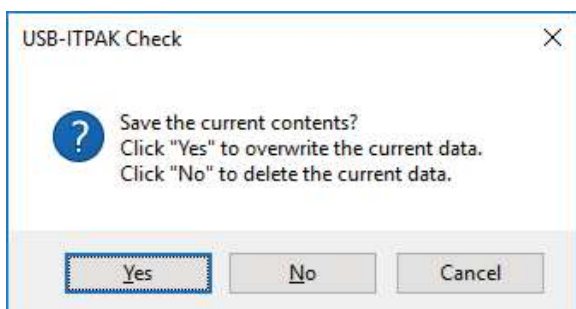 USB-ITPAK Check
Save the current contents?
Click "Yes" to overwrite the current data.
Click "No" to delete the current data.
Yes No Cancel